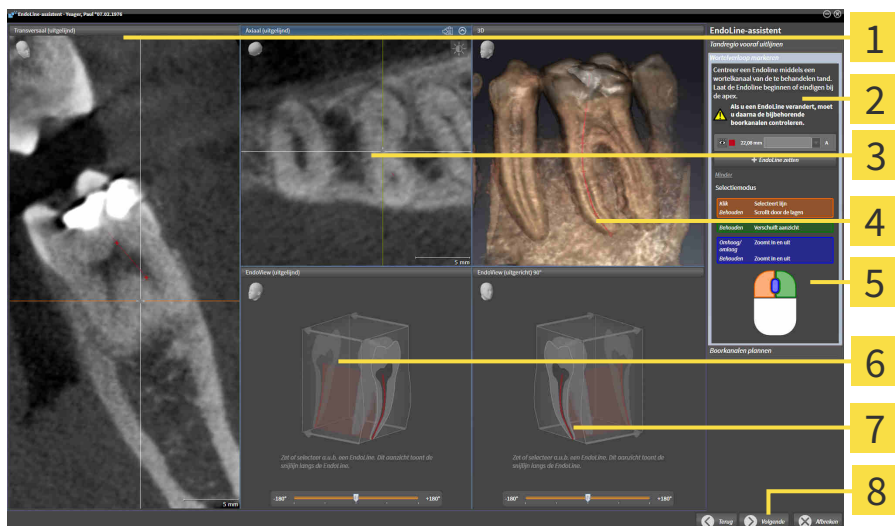 EndoLine-assistent - Yeager, Paul *07.02.1976
Transversaal (uitgelijnd)
Axiaal (uitgelijnd)
3D
EndoLine-assistent
Tandregio vooraf uitlijnen
Wortelverloop markeren
Centreer een Endoline middels een
wortelkanaal van de te behandelen tand.
Laat de Endoline beginnen of eindigen bij
de apex.
Als u een EndoLine verandert, moet
u daarna de bijbehorende
boorkanalen controleren.
22,08 mm
A
+ EndoLine zetten
Minder
Selectiemodus
Klik Selecteert lijn
Behouden Scrollt door de lagen
Behouden Verschuift aanzicht
Omhoog/
omlaag Zoomt in en uit
Behouden Zoomt in en uit
Boorkanalen plannen
5 mm
5 mm
EndoView (uitgelijnd)
EndoView (uitgericht) 90°
Zet of selecteer a.u.b. een EndoLine. Dit aanzicht toont de
snijlijn langs de EndoLine.
Zet of selecteer a.u.b. een EndoLine. Dit aanzicht toont de
snijlijn langs de EndoLine.
-180° +180°
-180° +180°
Terug
Volgende
Afbreken
1
2
3
4
5
6
7
8